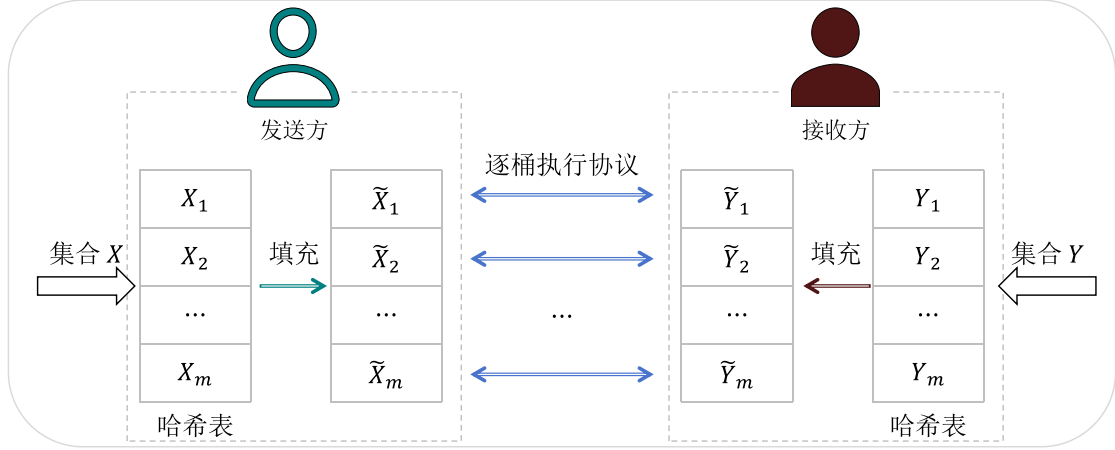 发送方
接收方
逐桶执行协议
集合 X
X₁
X₂
...
Xₘ
哈希表
填充
X̃₁
X̃₂
...
X̃ₘ
...
Ỹ₁
Ỹ₂
...
Ỹₘ
填充
Y₁
Y₂
...
Yₘ
哈希表
集合 Y